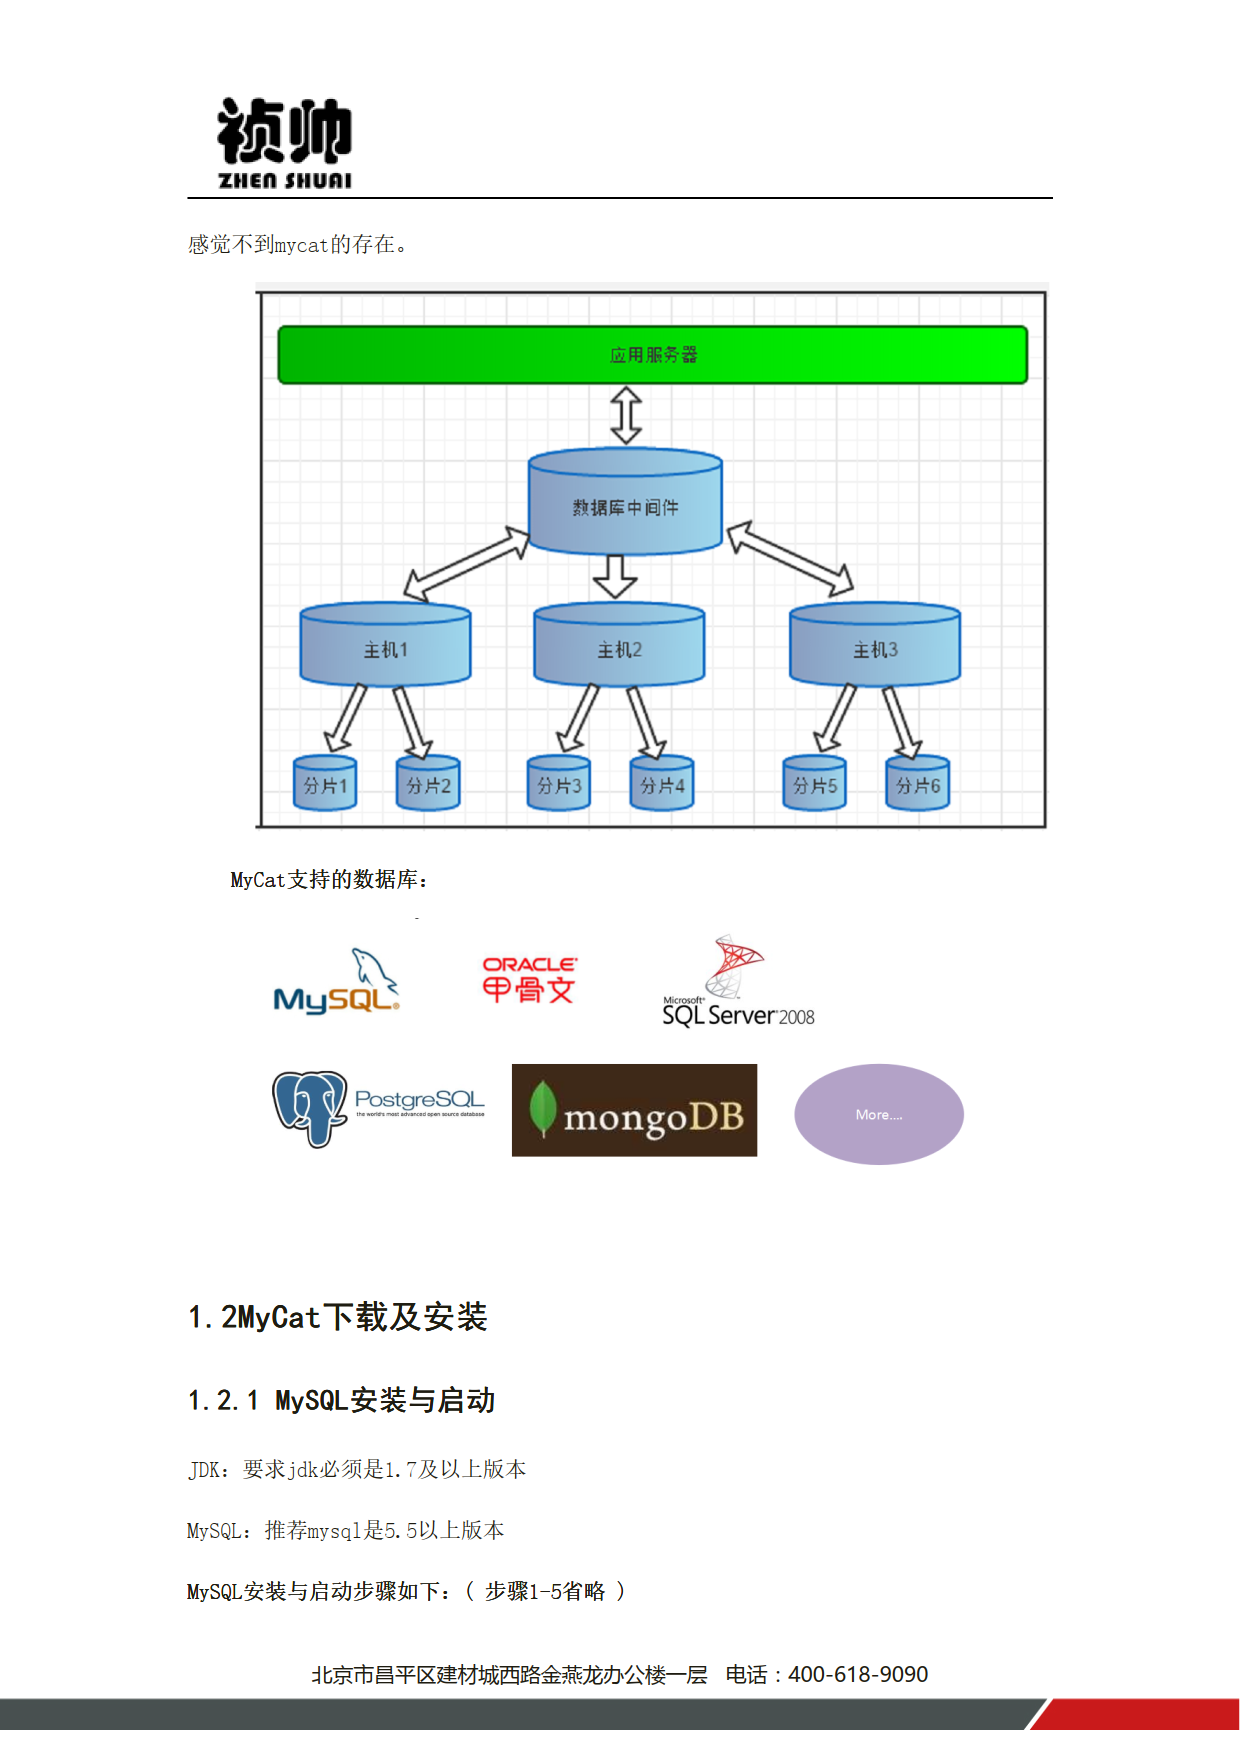 祯帅
ZHEN SHUAI
感觉不到mycat的存在。
应用服务器
数据库中间件
主机1
主机2
主机3
分片1
分片2
分片3
分片4
分片5
分片6
MyCat支持的数据库：
MySQL®
ORACLE®
甲骨文
Microsoft®
SQL Server®2008
PostgreSQL
the world's most advanced open source database
mongoDB
More....
1.2MyCat下载及安装
1.2.1 MySQL安装与启动
JDK：要求jdk必须是1.7及以上版本
MySQL：推荐mysql是5.5以上版本
MySQL安装与启动步骤如下：( 步骤1-5省略 )
北京市昌平区建材城西路金燕龙办公楼一层 电话：400-618-9090